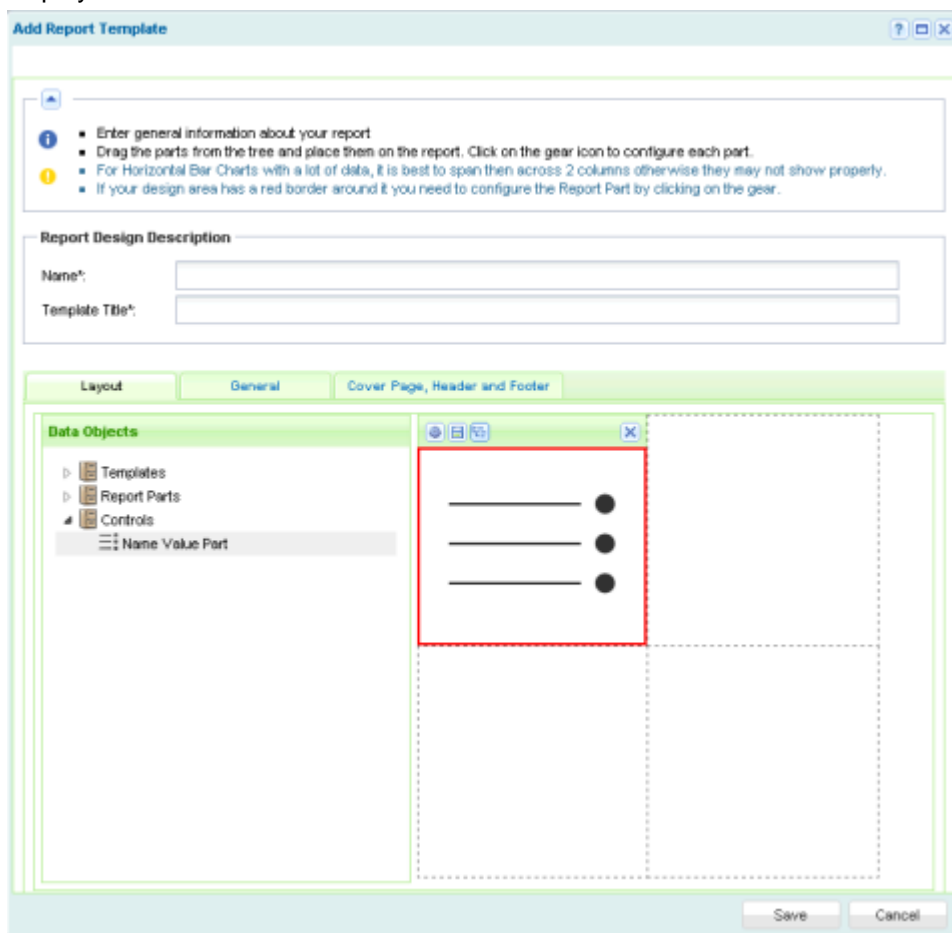 Add Report Template
Enter general information about your report
Drag the parts from the tree and place them on the report. Click on the gear icon to configure each part.
For Horizontal Bar Charts with a lot of data, it is best to span then across 2 columns otherwise they may not show properly.
If your design area has a red border around it you need to configure the Report Part by clicking on the gear.
Report Design Description
Name*:
Template Title*:
Layout General Cover Page, Header and Footer
Data Objects
Templates
Report Parts
Controls
Name Value Part
Save Cancel